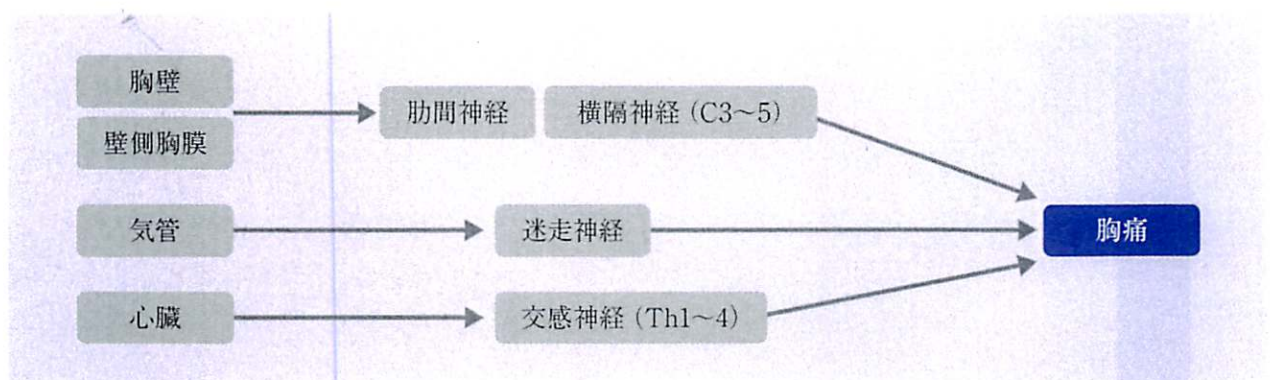 胸壁
壁側胸膜
肋間神経
横隔神経（C3〜5）
気管
迷走神経
胸痛
心臓
交感神経（Th1〜4）